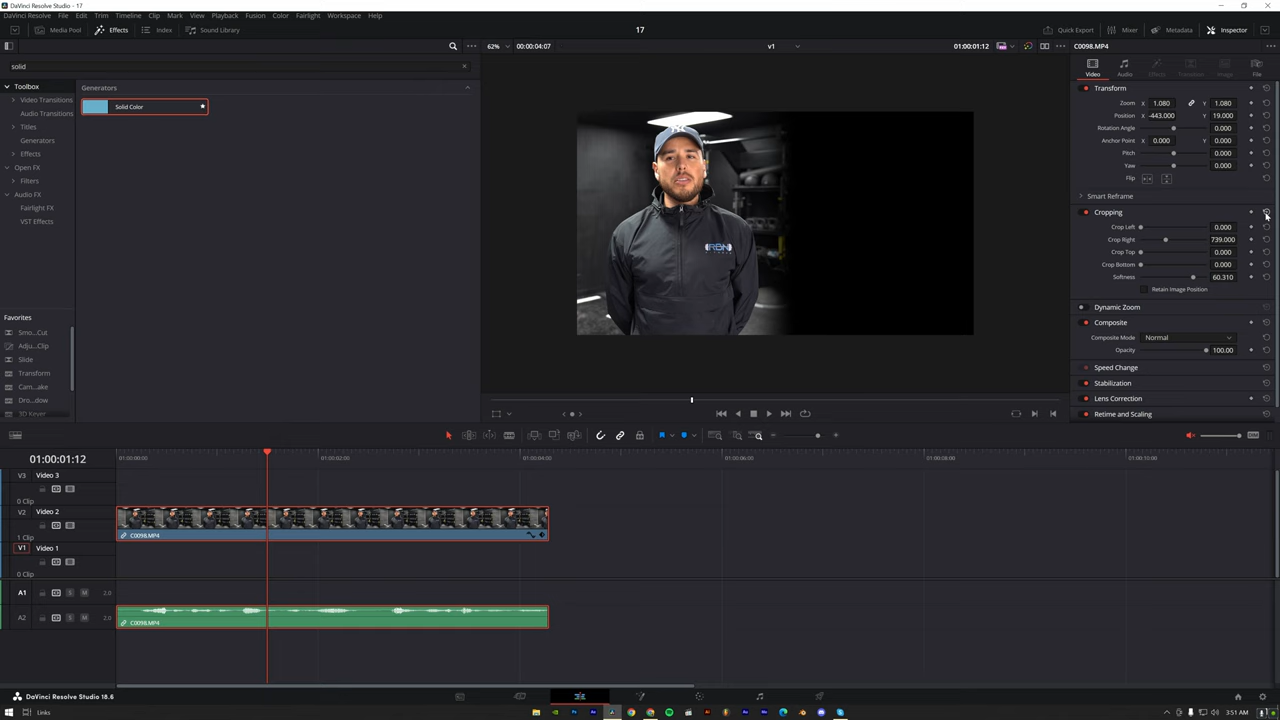 DaVinci Resolve Studio - 17
DaVinci Resolve File Edit Trim Timeline Clip Mark View Playback Fusion Color Fairlight Workspace Help
Media Pool Effects Index Sound Library 17 Quick Export Mixer Metadata Inspector
62% 00:00:04:07 v1 01:00:01:12 C0098.MP4
solid
Video Audio Effects Transition Image File
Toolbox
Video Transitions
Audio Transitions
Titles
Generators
Effects
Open FX
Filters
Audio FX
Fairlight FX
VST Effects
Generators
Solid Color
Favorites
Smo...Cut
Adju...Clip
Slide
Transform
Cam...ake
Dro...dow
3D Keyer
RBN
Transform
Zoom X 1.080 Y 1.080
Position X -443.000 Y 19.000
Rotation Angle 0.000
Anchor Point X 0.000 Y 0.000
Pitch 0.000
Yaw 0.000
Flip
Smart Reframe
Cropping
Crop Left 0.000
Crop Right 739.000
Crop Top 0.000
Crop Bottom 0.000
Softness 60.310
Retain Image Position
Dynamic Zoom
Composite
Composite Mode Normal
Opacity 100.00
Speed Change
Stabilization
Lens Correction
Retime and Scaling
DIM
01:00:01:12 01:00:00:00 01:00:02:00 01:00:04:00 01:00:06:00 01:00:08:00 01:00:10:00
V3 Video 3
0 Clip
V2 Video 2
1 Clip
C0098.MP4
V1 Video 1
0 Clip
A1 S M 2.0
A2 S M 2.0
C0098.MP4
DaVinci Resolve Studio 18.6
Links
3:51 AM